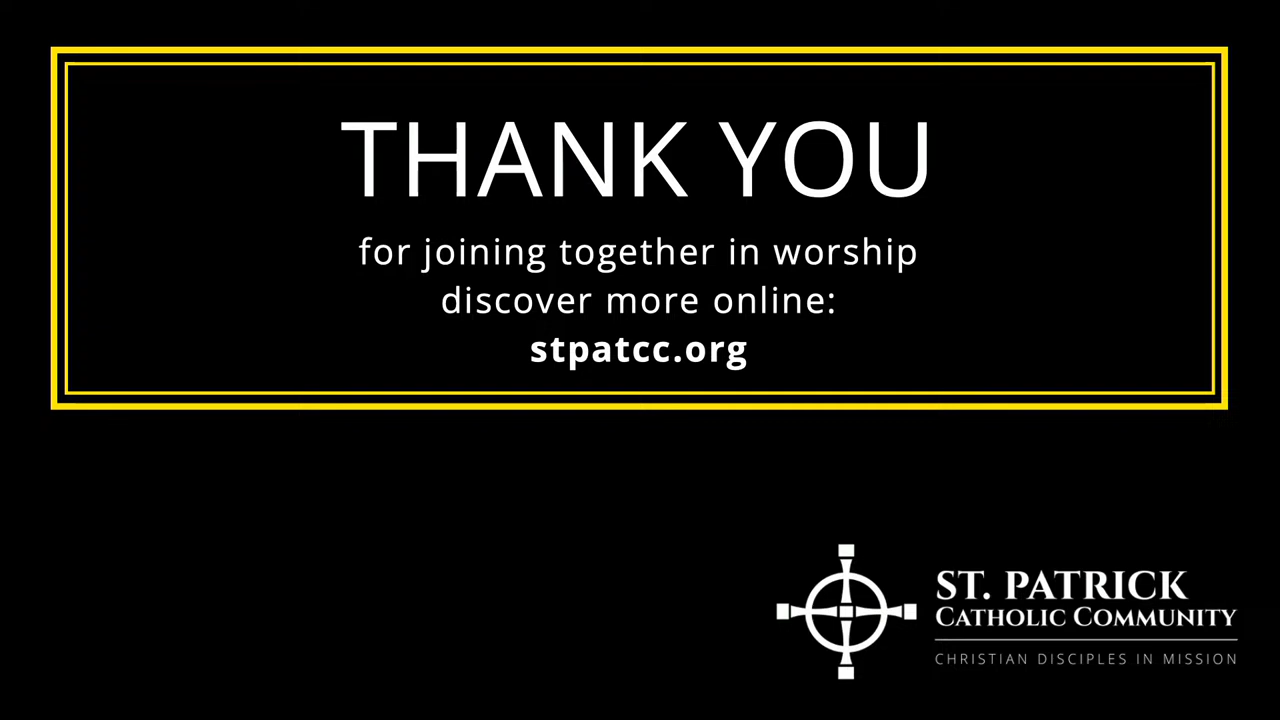 THANK YOU
for joining together in worship
discover more online:
stpatcc.org
ST. PATRICK
CATHOLIC COMMUNITY
CHRISTIAN DISCIPLES IN MISSION